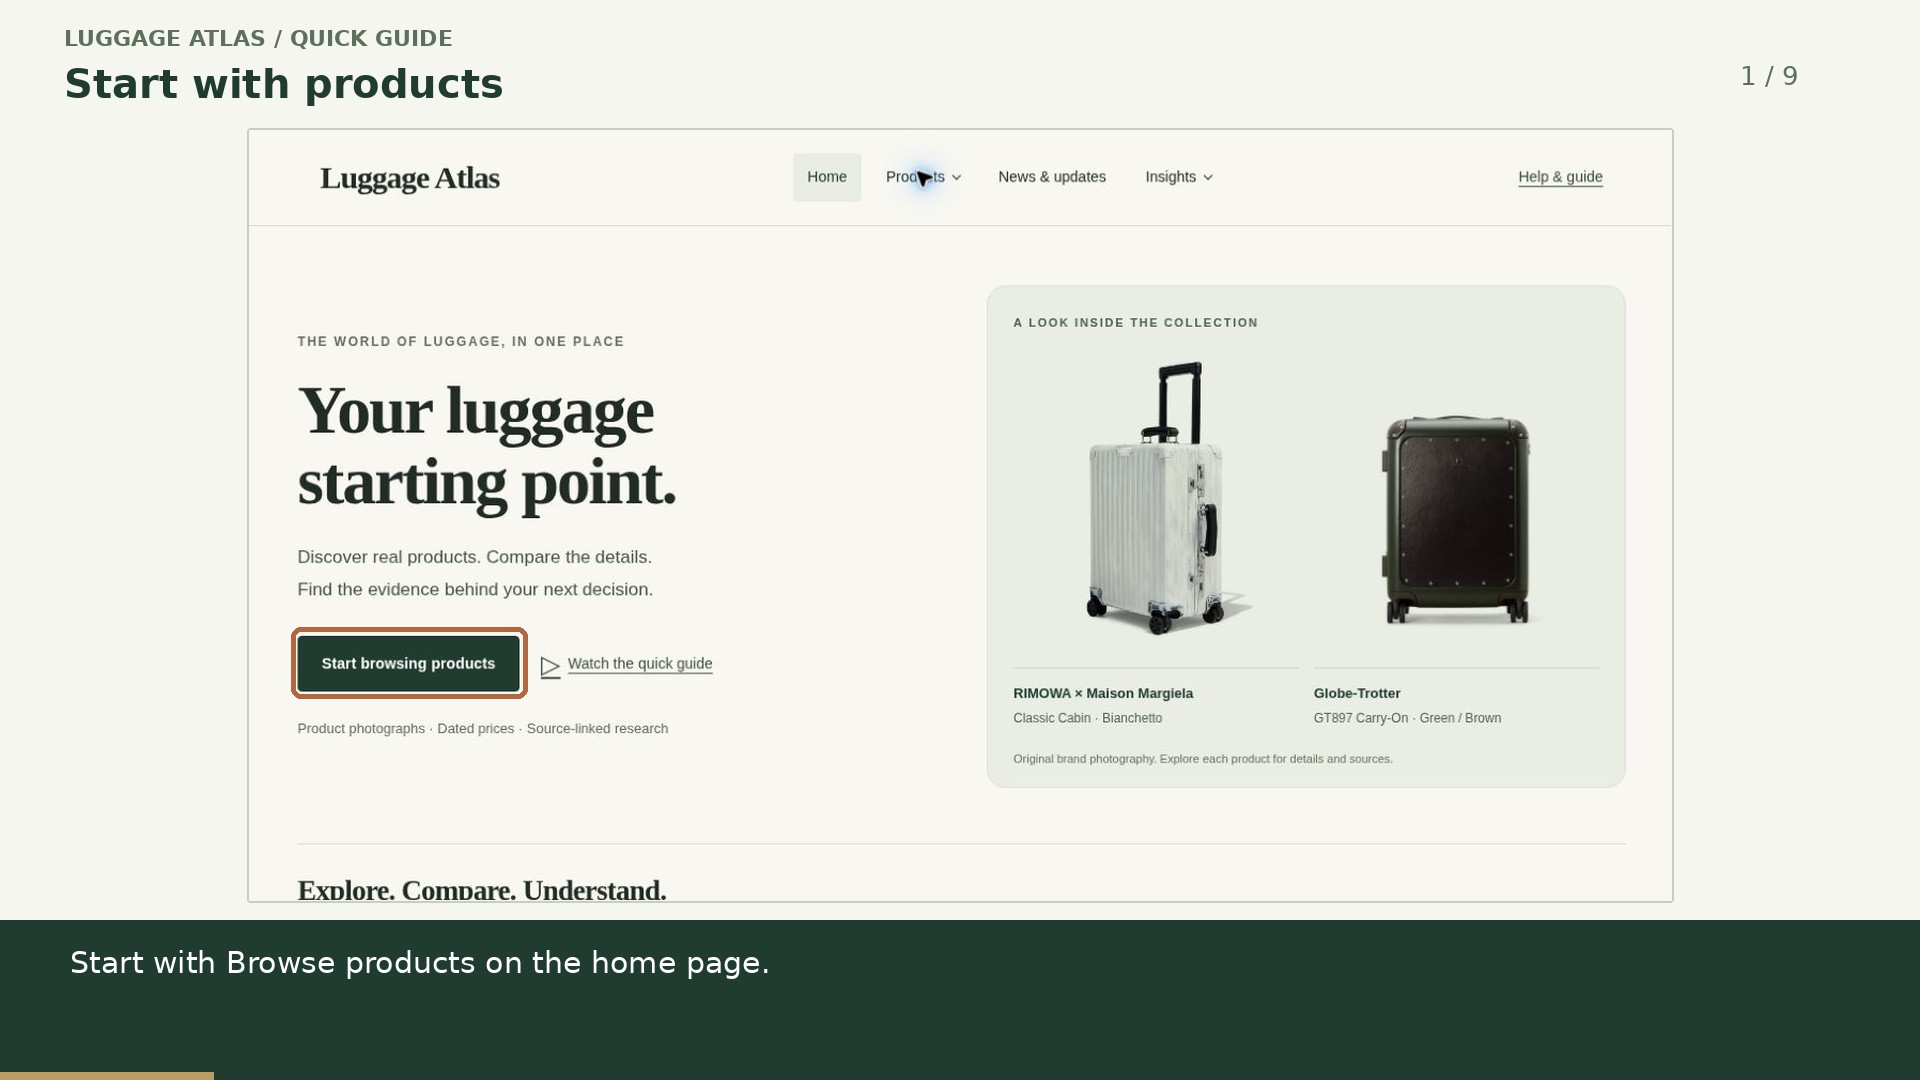 LUGGAGE ATLAS / QUICK GUIDE
Start with products
1 / 9
Luggage Atlas
Home
Products
News & updates
Insights
Help & guide
THE WORLD OF LUGGAGE, IN ONE PLACE
Your luggage
starting point.
Discover real products. Compare the details.
Find the evidence behind your next decision.
Start browsing products
Watch the quick guide
Product photographs · Dated prices · Source-linked research
A LOOK INSIDE THE COLLECTION
RIMOWA × Maison Margiela
Classic Cabin · Bianchetto
Globe-Trotter
GT897 Carry-On · Green / Brown
Original brand photography. Explore each product for details and sources.
Explore. Compare. Understand.
Start with Browse products on the home page.